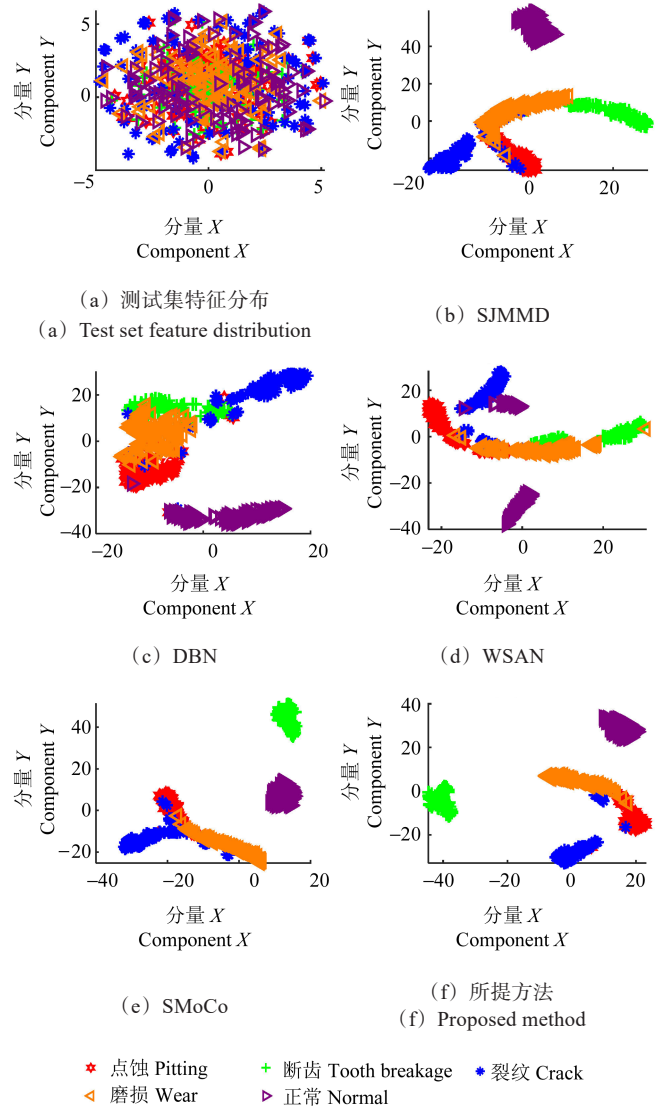 5
0
分量 Y
Component Y
−5
0
5
分量 X
Component X
(a) 测试集特征分布
(a) Test set feature distribution
40
20
0
分量 Y
Component Y
−20
0
20
分量 X
Component X
(b) SJMMD
20
0
−20
−40
分量 Y
Component Y
−20
0
20
分量 X
Component X
(c) DBN
20
0
−20
−40
分量 Y
Component Y
−20
0
20
分量 X
Component X
(d) WSAN
40
20
0
−20
分量 Y
Component Y
−40
−20
0
20
分量 X
Component X
(e) SMoCo
40
20
0
−20
分量 Y
Component Y
−40
−20
0
20
分量 X
Component X
(f) 所提方法
(f) Proposed method
点蚀 Pitting
断齿 Tooth breakage
裂纹 Crack
磨损 Wear
正常 Normal